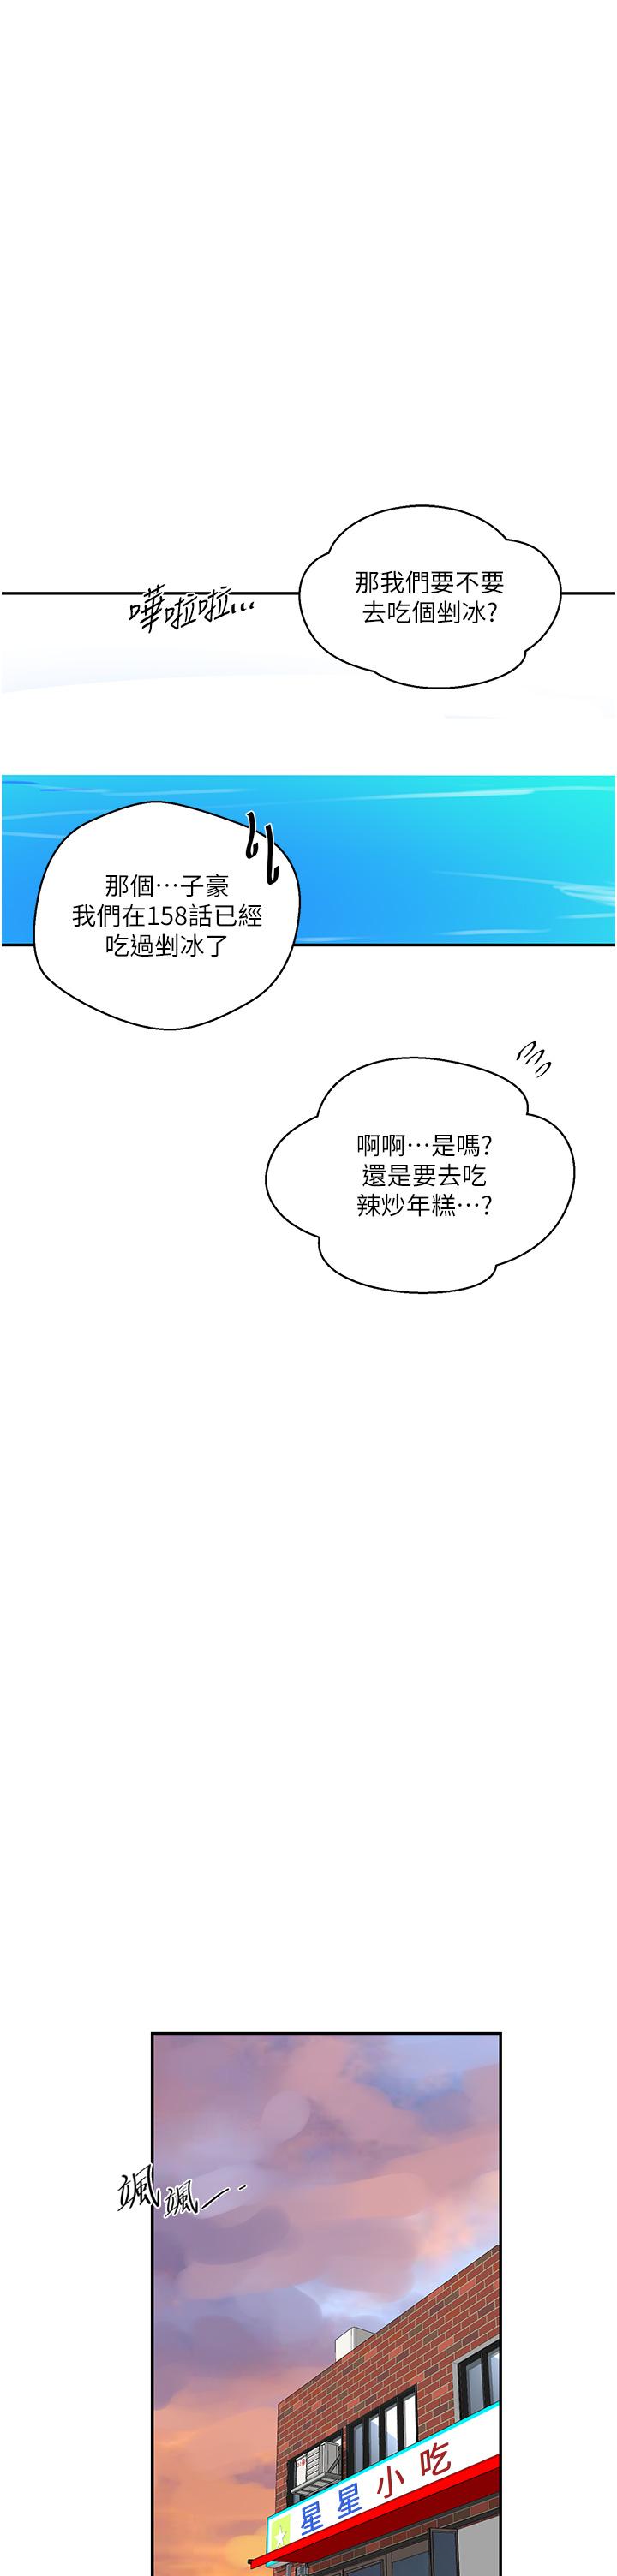 那我們要不要
去吃個剉冰?
嘩啦啦…
那個…子豪
我們在158話已經
吃過剉冰了
啊啊…是嗎?
還是要去吃
辣炒年糕…?
颯颯—-
星星小吃